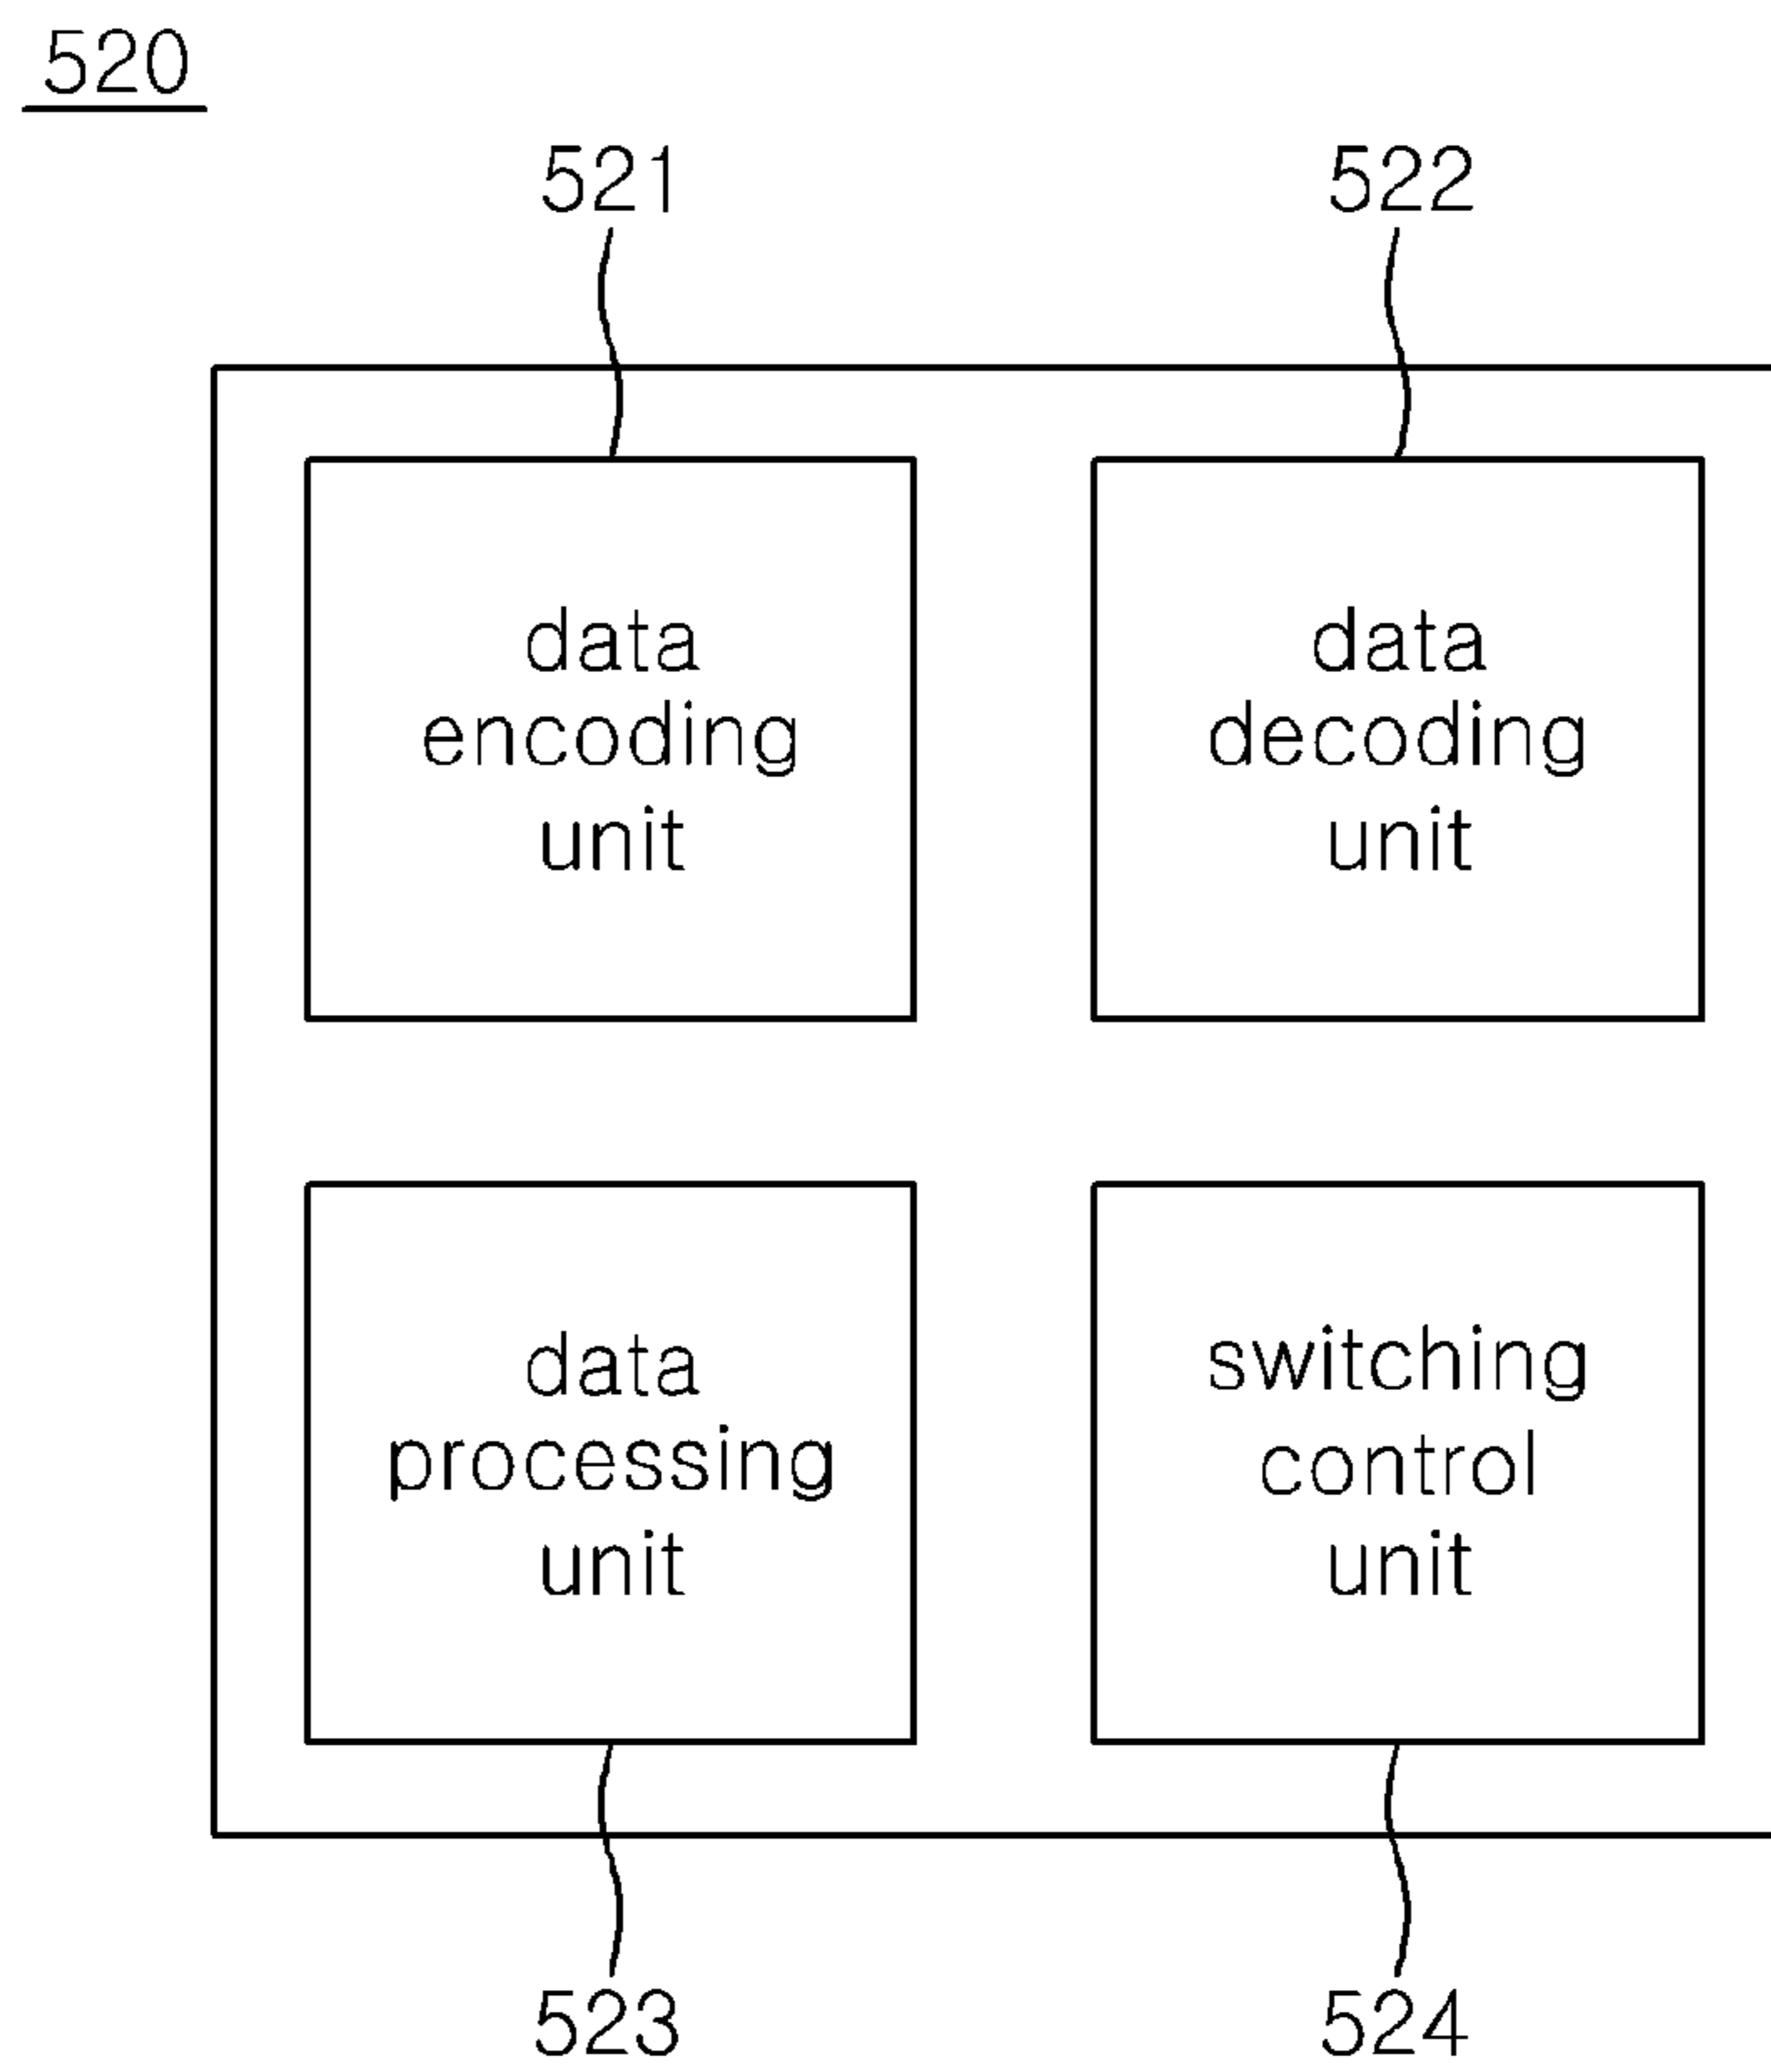 520
521
522
data
encoding
unit
data
decoding
unit
data
processing
unit
switching
control
unit
523
524